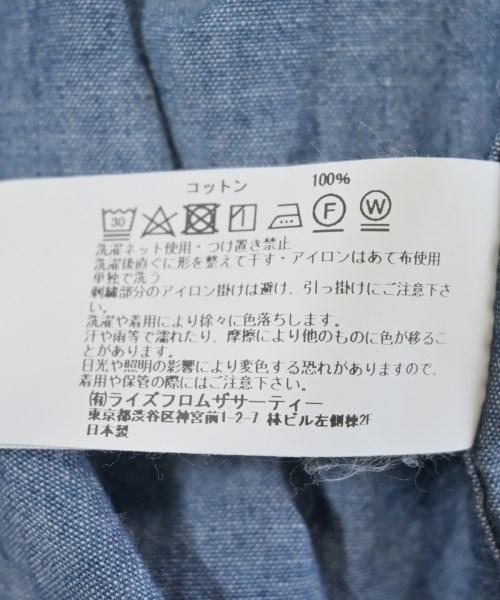 コットン 100%
30 F W
洗濯ネット使用・つけ置き禁止
洗濯後直ぐに形を整えて干す・アイロンはあて布使用
単独で洗う
刺繍部分のアイロン掛けは避け、引っ掛けにご注意下さ
い。
洗濯や着用により徐々に色落ちします。
汗や雨等で濡れたり、摩擦により他のものに色が移るこ
とがあります。
日光や照明の影響により変色する恐れがありますので、
着用や保管の際にはご注意下さい。
㈲ライズフロムザサーティー
東京都渋谷区神宮前1-2-7 林ビル左側棟2F
日本製